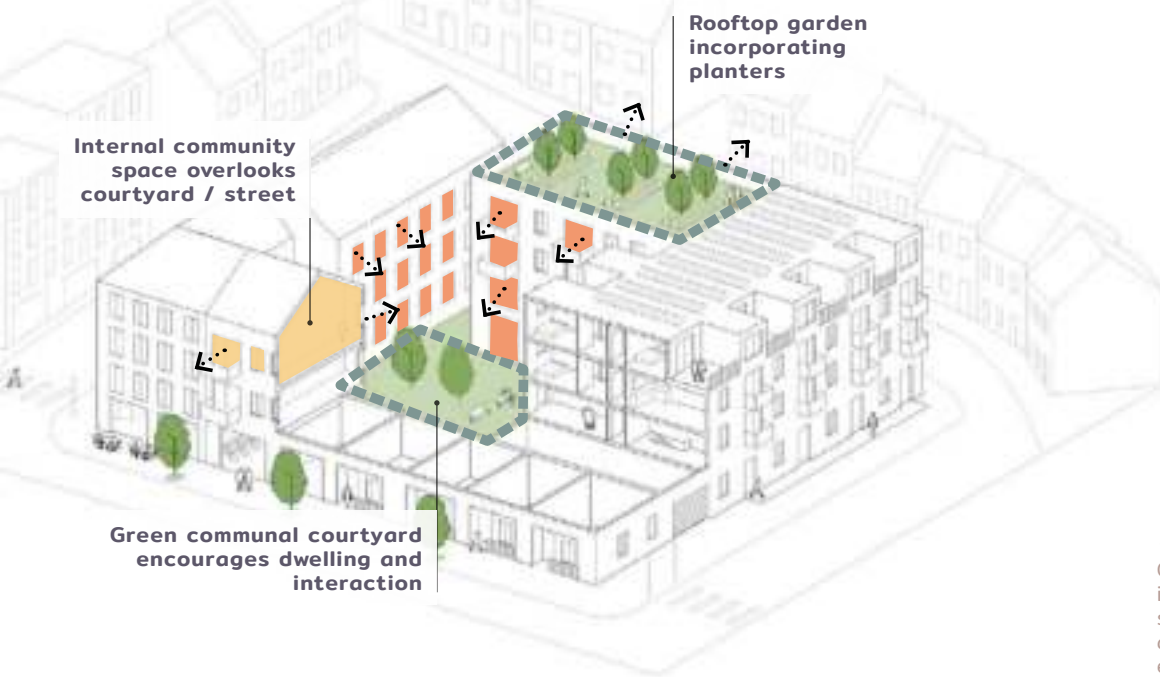 Rooftop garden
incorporating
planters
Internal community
space overlooks
courtyard / street
Green communal courtyard
encourages dwelling and
interaction